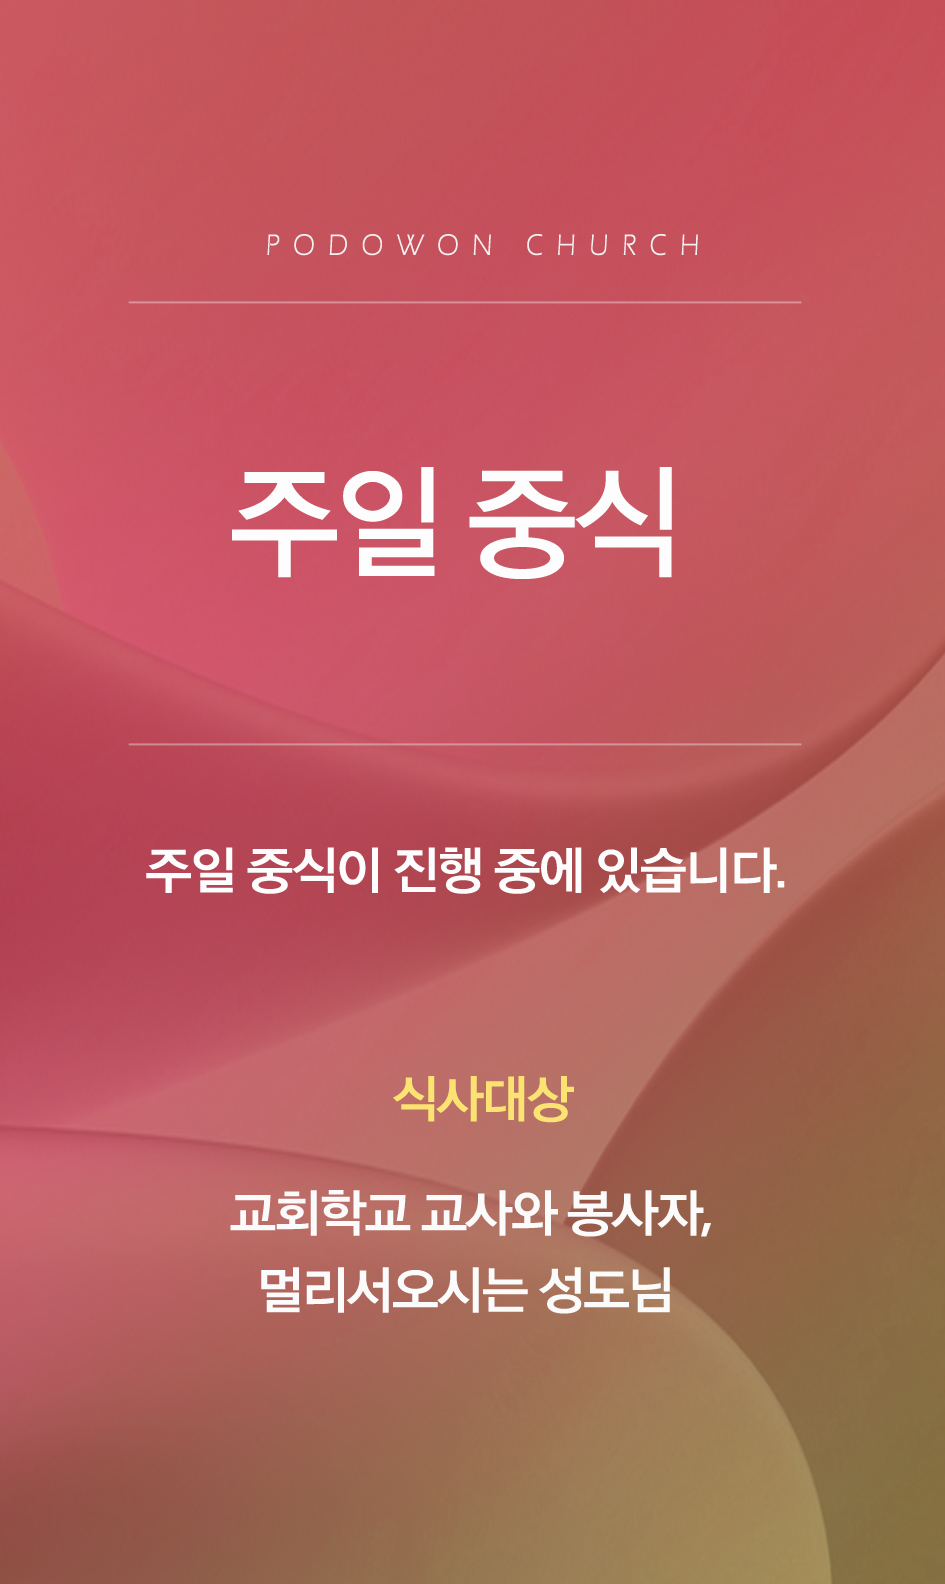 PODOWON CHURCH
주일 중식
주일 중식이 진행 중에 있습니다.
식사대상
교회학교 교사와 봉사자,
멀리서오시는 성도님